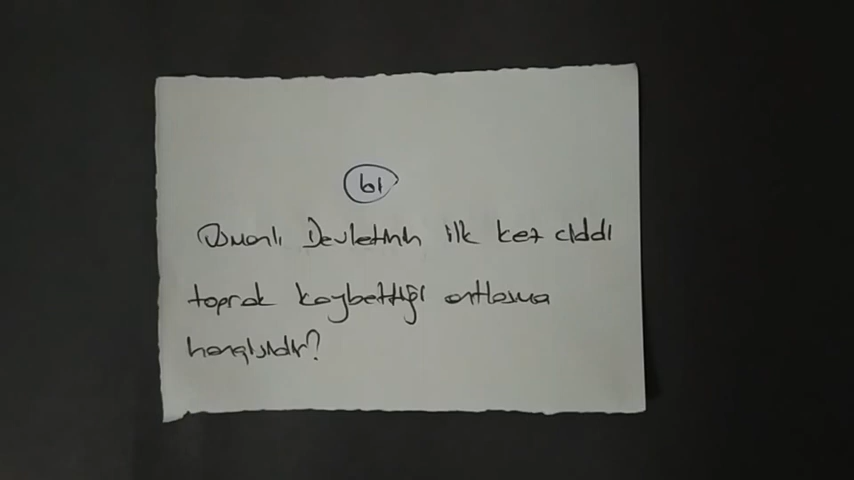 61
Osmanlı Devletinin ilk kez ciddi
toprak kaybettiği antlaşma
hangisidir?